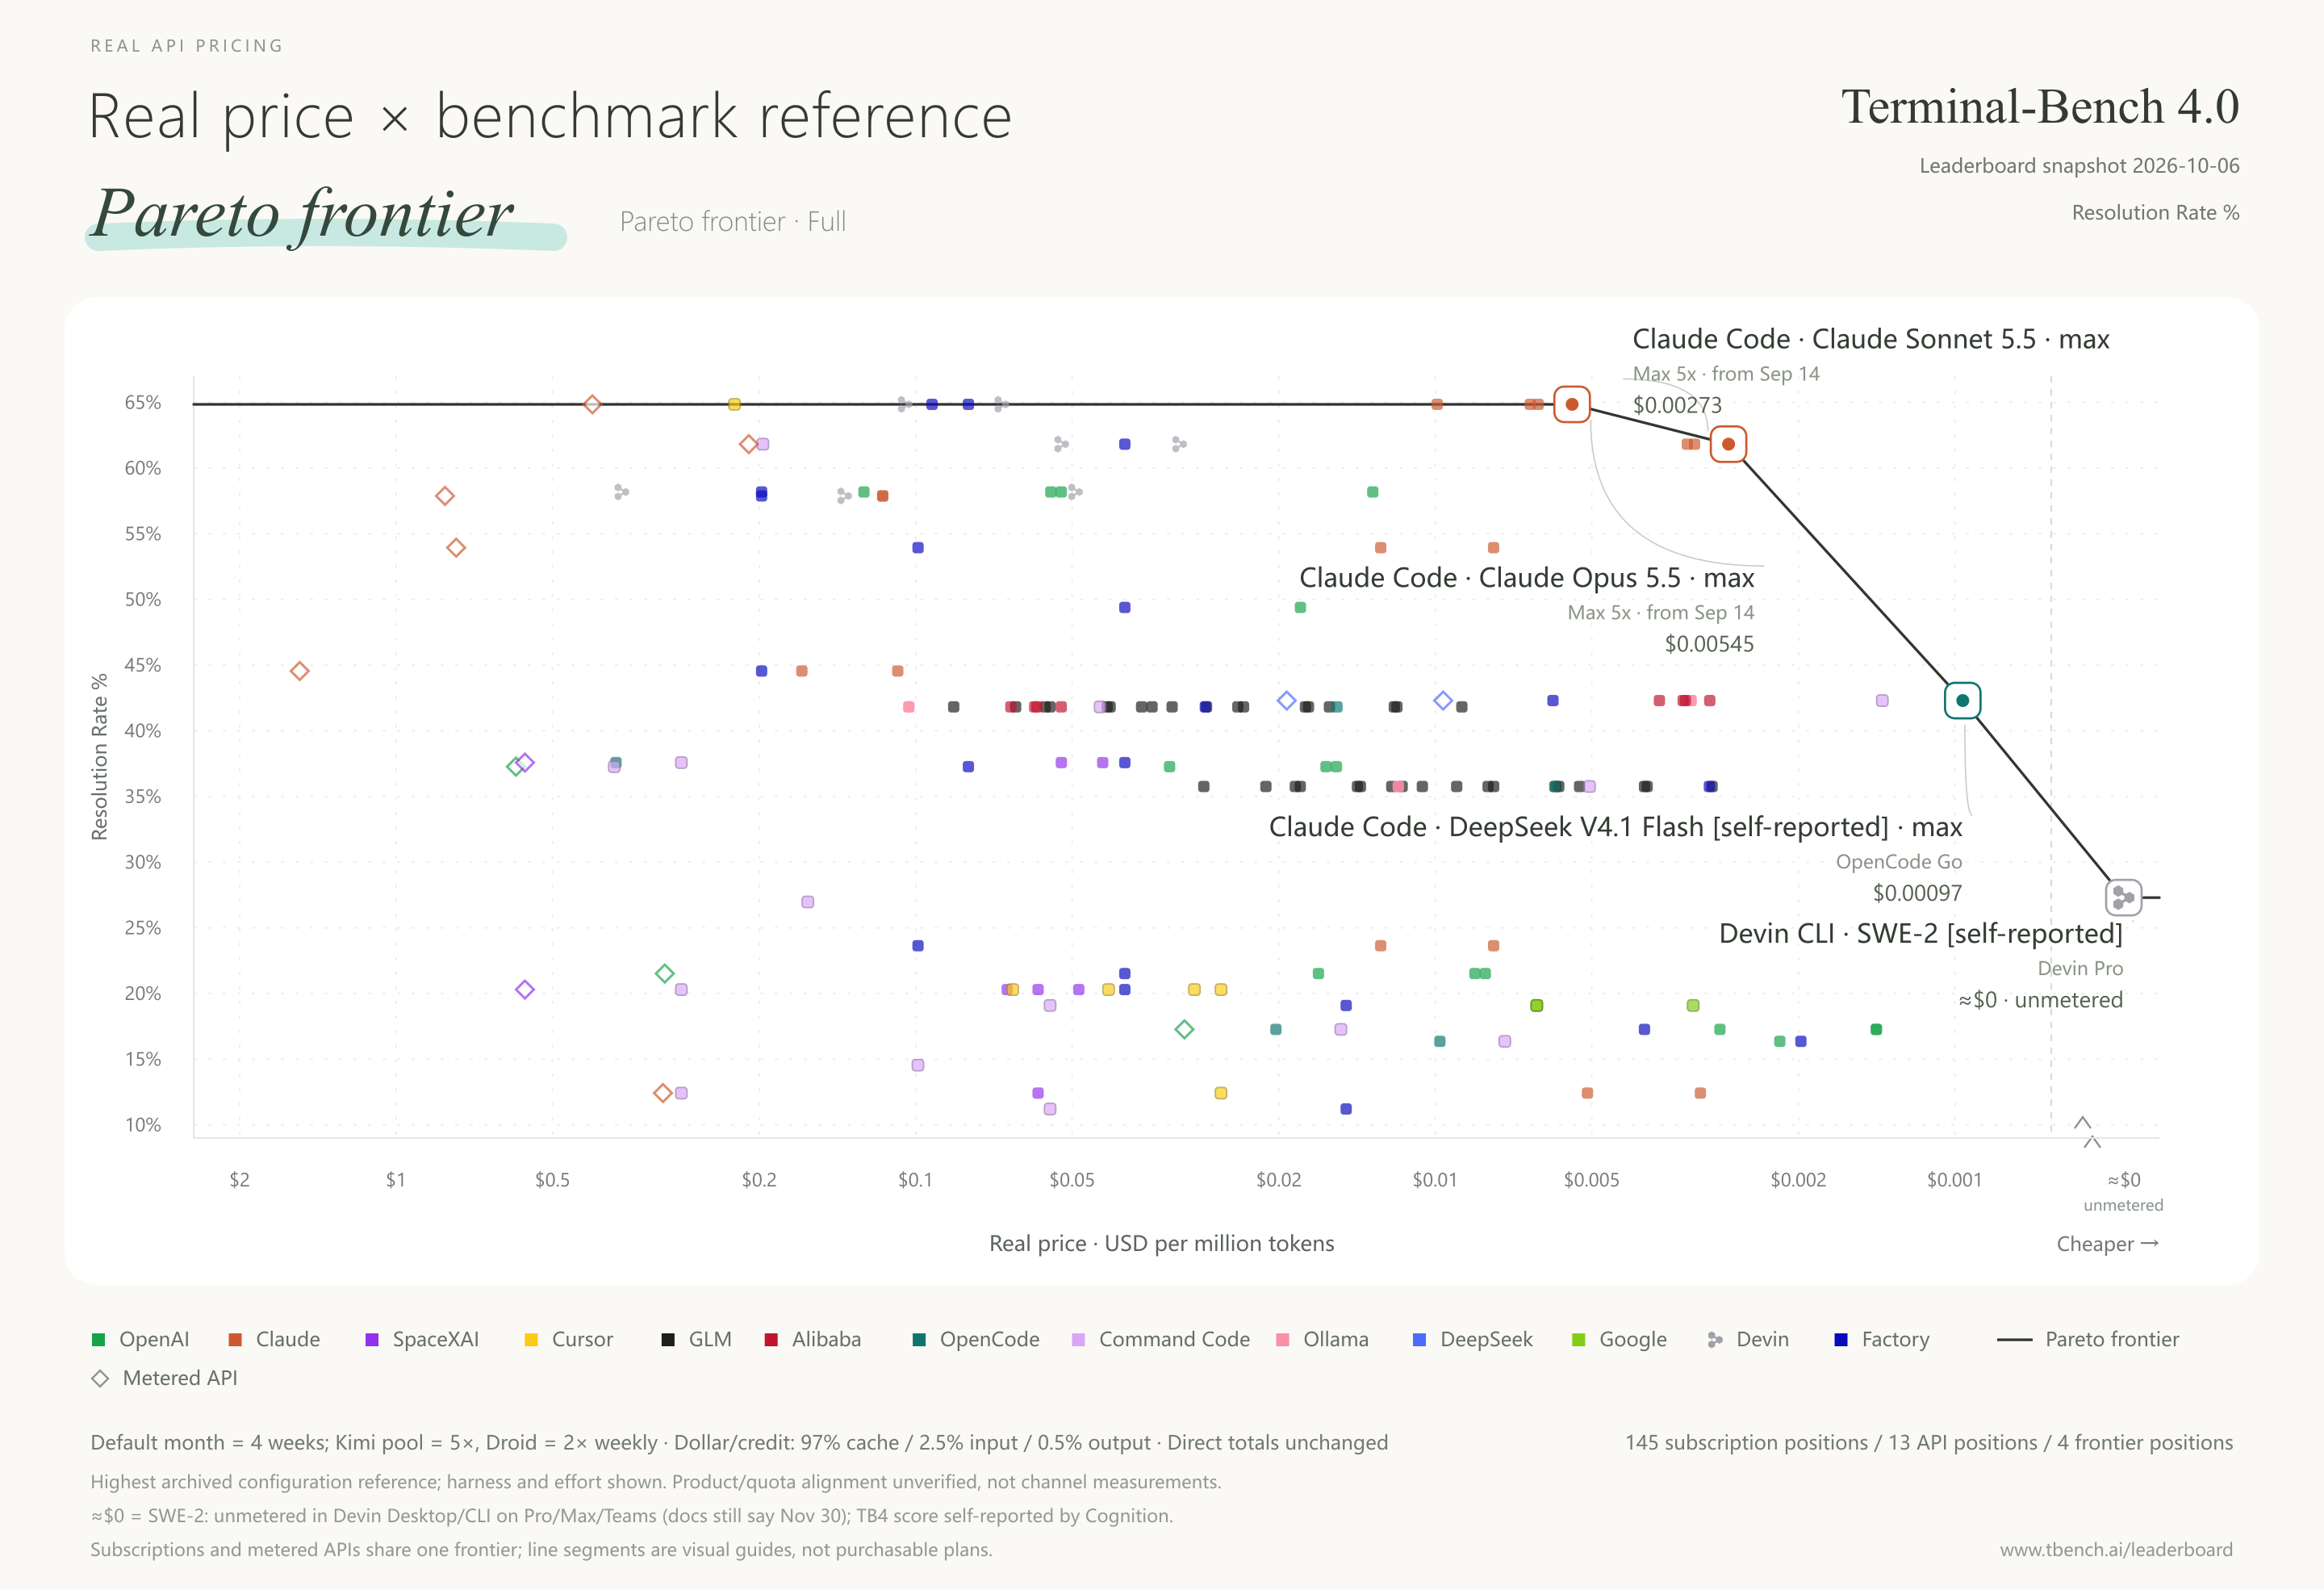 REAL API PRICING
Real price × benchmark reference
Pareto frontier
Pareto frontier · Full
Terminal-Bench 4.0
Leaderboard snapshot 2026-10-06
Resolution Rate %
Claude Code · Claude Sonnet 5.5 · max
Max 5x · from Sep 14
$0.00273
Claude Code · Claude Opus 5.5 · max
Max 5x · from Sep 14
$0.00545
Claude Code · DeepSeek V4.1 Flash [self-reported] · max
OpenCode Go
$0.00097
Devin CLI · SWE-2 [self-reported]
Devin Pro
≈$0 · unmetered
Resolution Rate %
65%
60%
55%
50%
45%
40%
35%
30%
25%
20%
15%
10%
$2 $1 $0.5 $0.2 $0.1 $0.05 $0.02 $0.01 $0.005 $0.002 $0.001 ≈$0
unmetered
Real price · USD per million tokens
Cheaper →
OpenAI Claude SpaceXAI Cursor GLM Alibaba OpenCode Command Code Ollama DeepSeek Google Devin Factory Pareto frontier
Metered API
Default month = 4 weeks; Kimi pool = 5×, Droid = 2× weekly · Dollar/credit: 97% cache / 2.5% input / 0.5% output · Direct totals unchanged
145 subscription positions / 13 API positions / 4 frontier positions
Highest archived configuration reference; harness and effort shown. Product/quota alignment unverified, not channel measurements.
≈$0 = SWE-2: unmetered in Devin Desktop/CLI on Pro/Max/Teams (docs still say Nov 30); TB4 score self-reported by Cognition.
Subscriptions and metered APIs share one frontier; line segments are visual guides, not purchasable plans.
www.tbench.ai/leaderboard